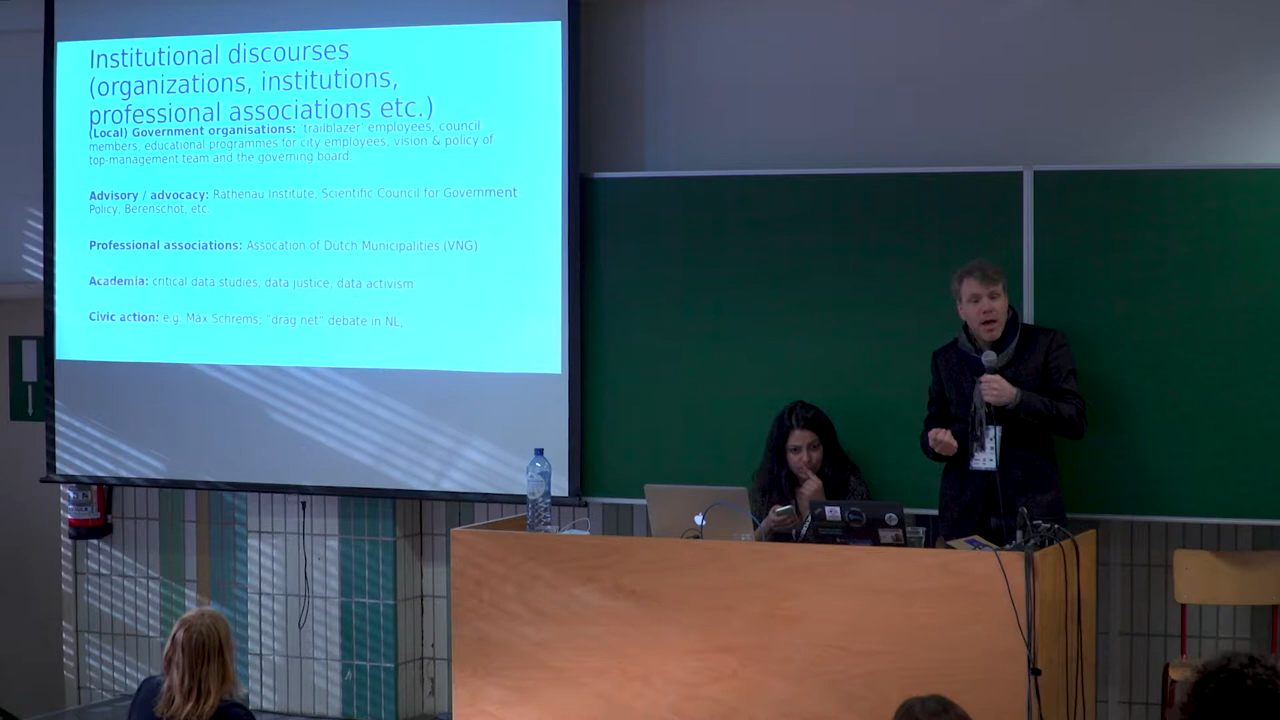 Institutional discourses
(organizations, institutions,
professional associations etc.)
(Local) Government organisations: trailblazer employees, council
members, educational programmes for city employees, vision & policy of
top-management team and the governing board.
Advisory / advocacy: Rathenau Institute, Scientific Council for Government
Policy, Berenschot, etc.
Professional associations: Assocation of Dutch Municipalities (VNG)
Academia: critical data studies, data justice, data activism
Civic action: e.g. Max Schrems; "drag net" debate in NL,